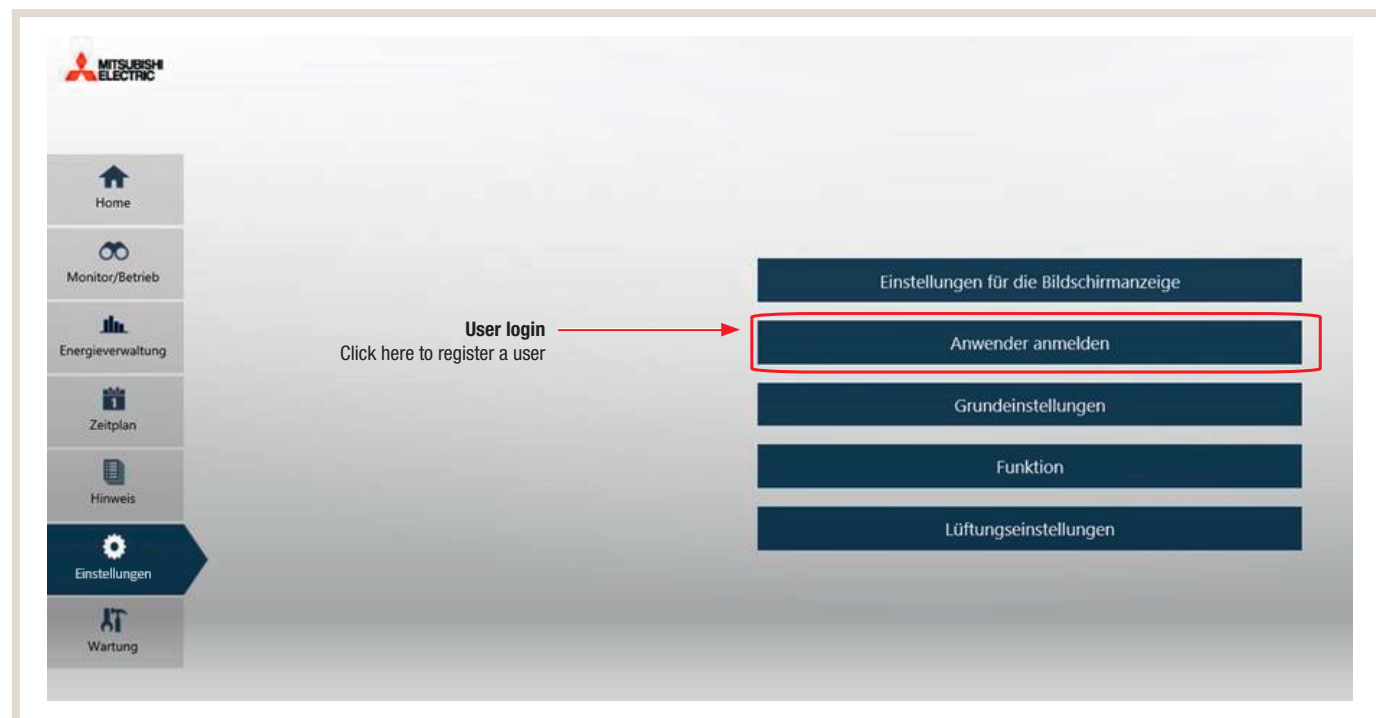 MITSUBISHI
ELECTRIC
Home
Monitor/Betrieb
Energieverwaltung
1
Zeitplan
Hinweis
Einstellungen
Wartung
User login
Click here to register a user
Einstellungen für die Bildschirmanzeige
Anwender anmelden
Grundeinstellungen
Funktion
Lüftungseinstellungen